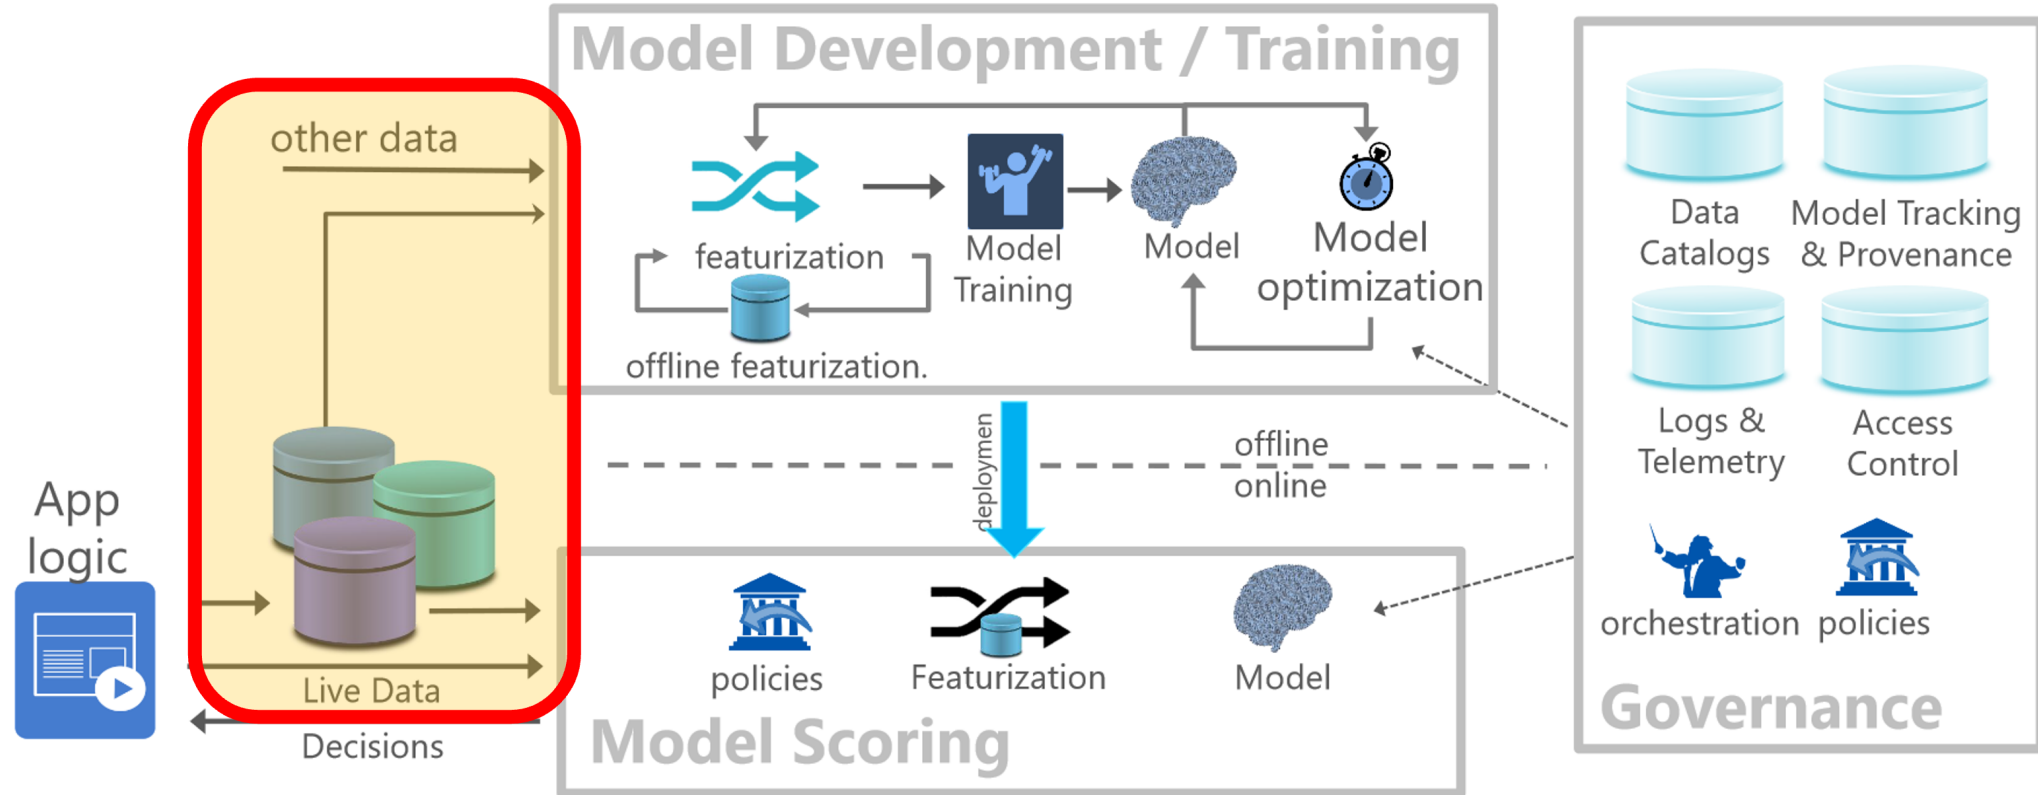 Model Development / Training
other data
featurization
Model
Training
Model
Model
optimization
offline featurization.
deploymen
offline
online
App
logic
Live Data
Decisions
policies
Featurization
Model
Model Scoring
Data
Catalogs
Model Tracking
& Provenance
Logs &
Telemetry
Access
Control
orchestration
policies
Governance